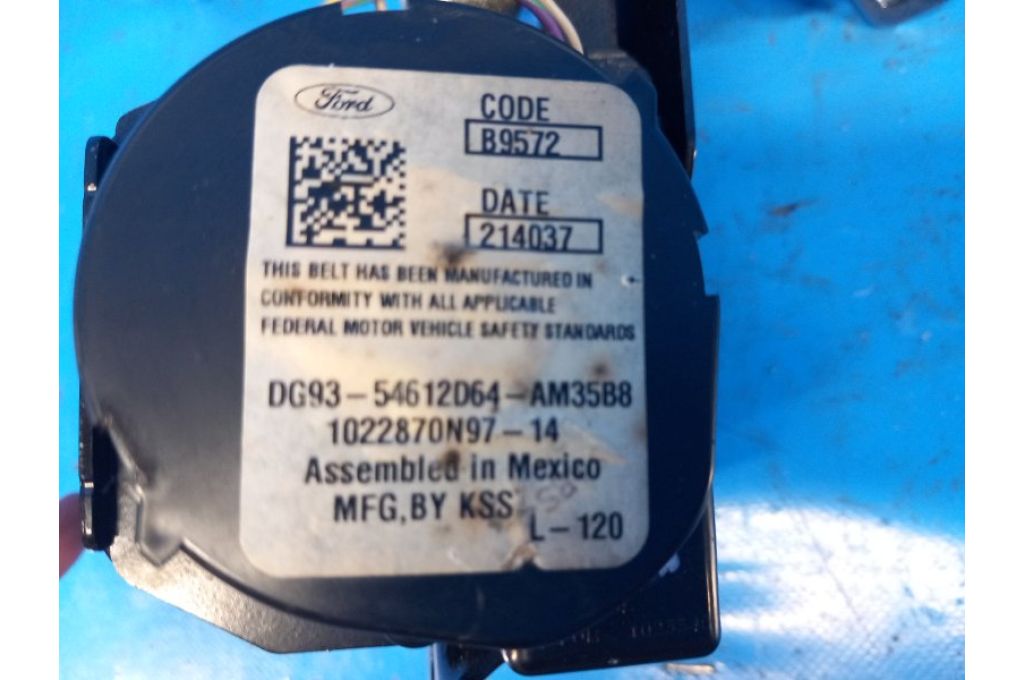 Ford
CODE
B9572
DATE
214037
THIS BELT HAS BEEN MANUFACTURED IN
CONFORMITY WITH ALL APPLICABLE
FEDERAL MOTOR VEHICLE SAFETY STANDARDS
DG93-54612D64-AM35B8
1022870N97-14
Assembled in Mexico
MFG,BY KSS
L-120